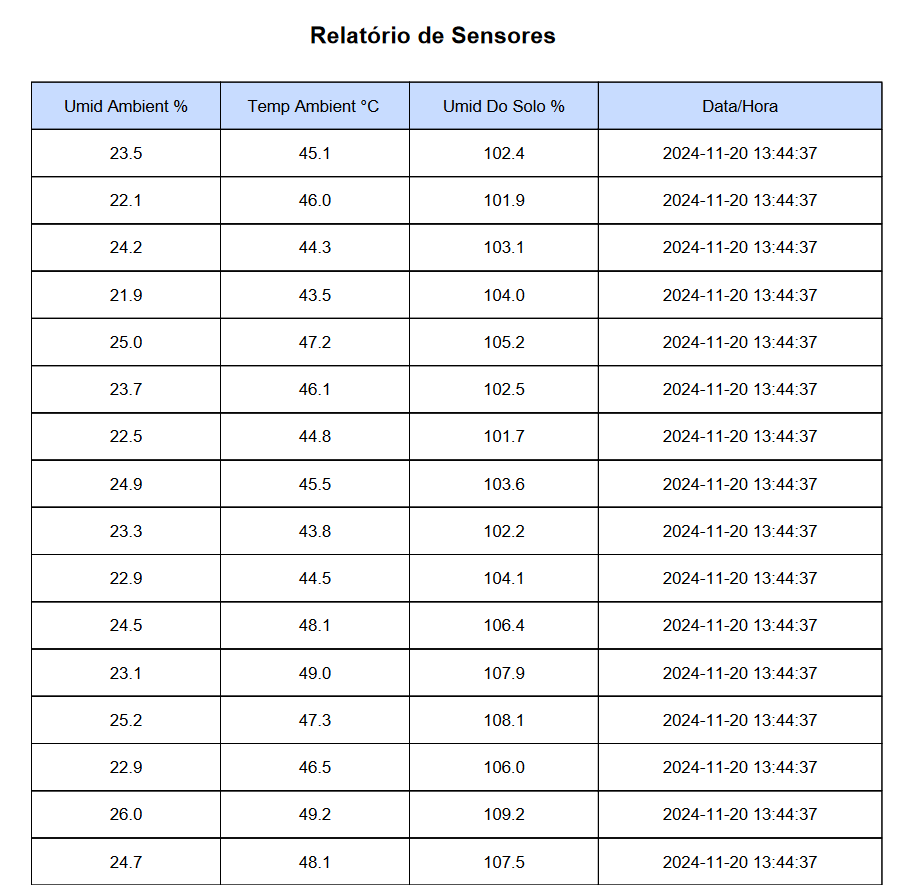 Relatório de Sensores
Umid Ambient % Temp Ambient °C Umid Do Solo % Data/Hora
23.5 45.1 102.4 2024-11-20 13:44:37
22.1 46.0 101.9 2024-11-20 13:44:37
24.2 44.3 103.1 2024-11-20 13:44:37
21.9 43.5 104.0 2024-11-20 13:44:37
25.0 47.2 105.2 2024-11-20 13:44:37
23.7 46.1 102.5 2024-11-20 13:44:37
22.5 44.8 101.7 2024-11-20 13:44:37
24.9 45.5 103.6 2024-11-20 13:44:37
23.3 43.8 102.2 2024-11-20 13:44:37
22.9 44.5 104.1 2024-11-20 13:44:37
24.5 48.1 106.4 2024-11-20 13:44:37
23.1 49.0 107.9 2024-11-20 13:44:37
25.2 47.3 108.1 2024-11-20 13:44:37
22.9 46.5 106.0 2024-11-20 13:44:37
26.0 49.2 109.2 2024-11-20 13:44:37
24.7 48.1 107.5 2024-11-20 13:44:37